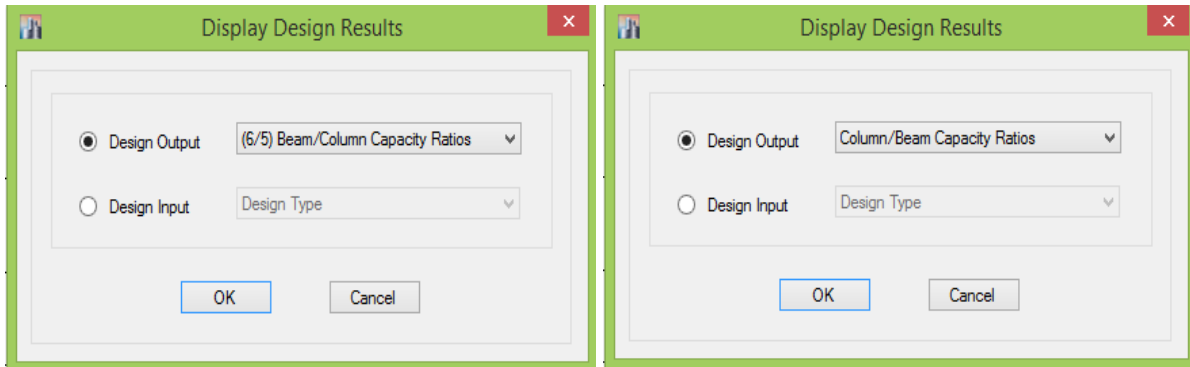 Display Design Results
x
Design Output
(6/5) Beam/Column Capacity Ratios
Design Input
Design Type
OK
Cancel
Display Design Results
x
Design Output
Column/Beam Capacity Ratios
Design Input
Design Type
OK
Cancel